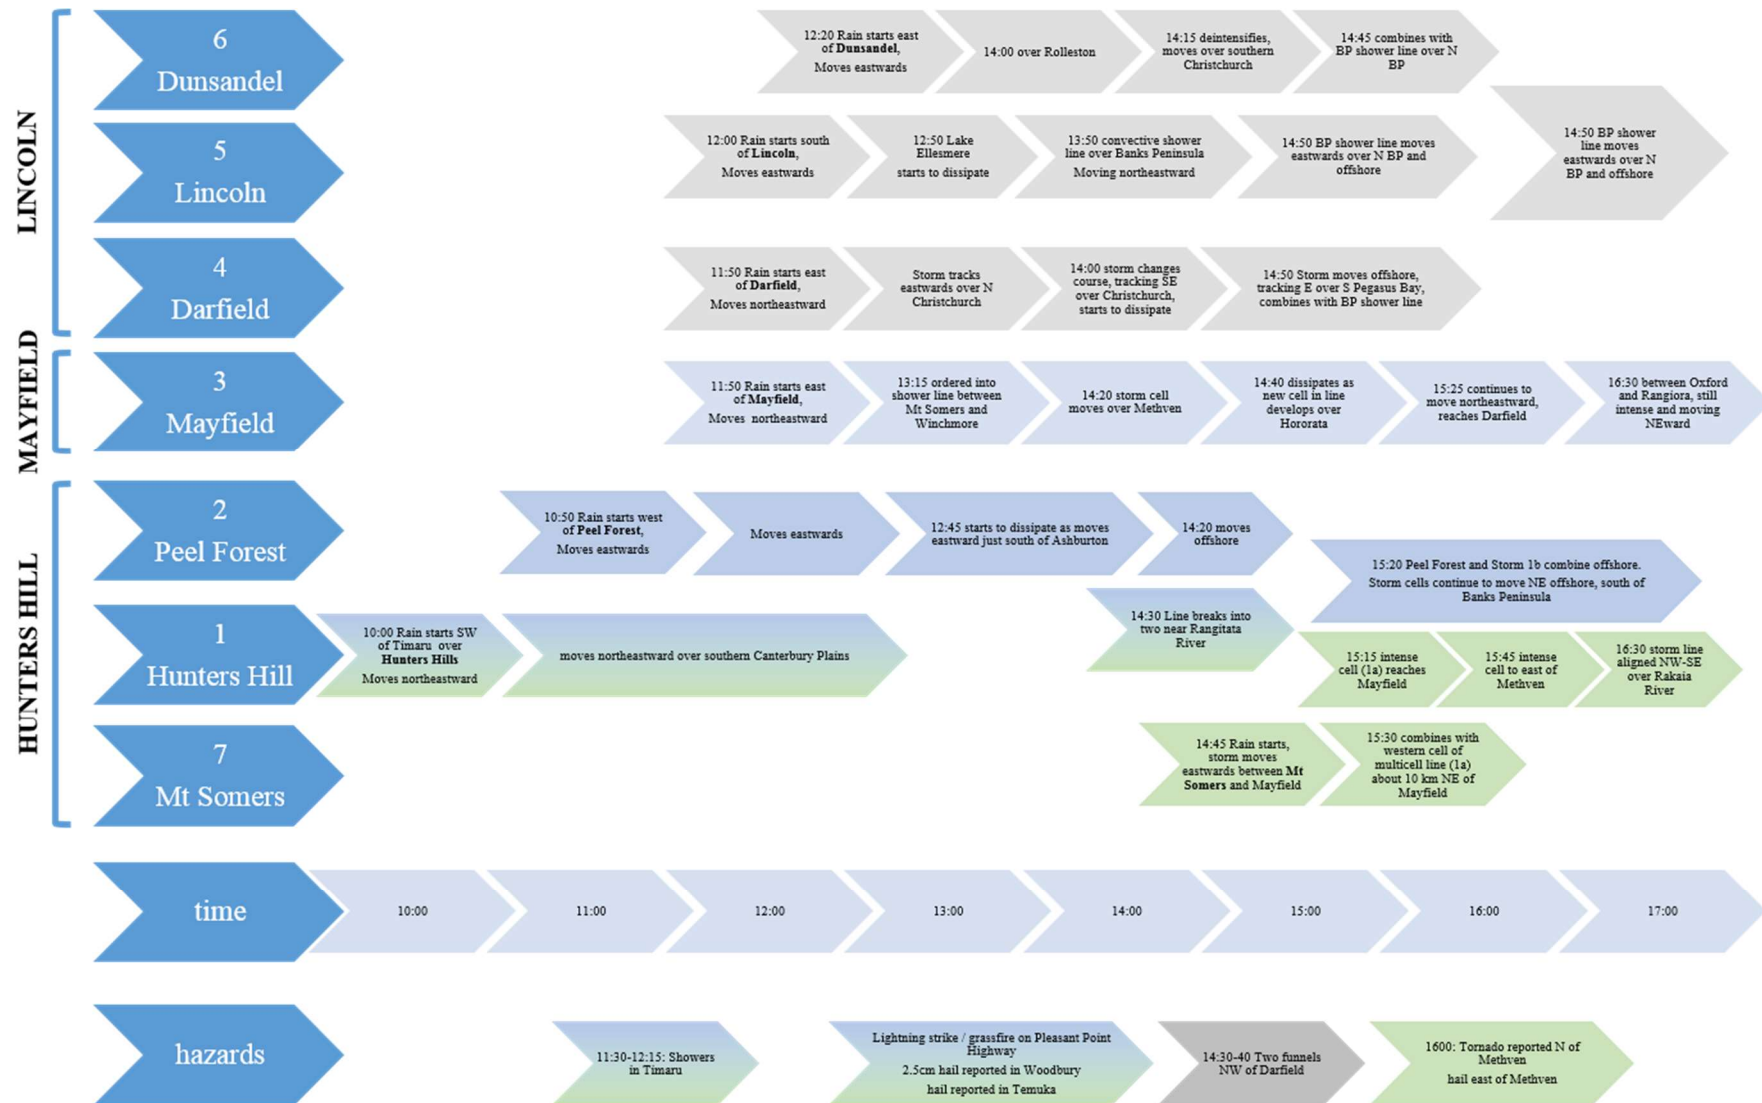 LINCOLN
6
Dunsandel
12:20 Rain starts east
of Dunsandel,
Moves eastwards
14:00 over Rolleston
14:15 deintensifies,
moves over southern
Christchurch
14:45 combines with
BP shower line over N
BP
5
Lincoln
12:00 Rain starts south
of Lincoln,
Moves eastwards
12:50 Lake
Ellesmere
starts to dissipate
13:50 convective shower
line over Banks Peninsula
Moving northeastward
14:50 BP shower line moves
eastwards over N BP and
offshore
14:50 BP shower
line moves
eastwards over N
BP and offshore
4
Darfield
11:50 Rain starts east
of Darfield,
Moves northeastward
Storm tracks
eastwards over N
Christchurch
14:00 storm changes
course, tracking SE
over Christchurch,
starts to dissipate
14:50 Storm moves offshore,
tracking E over S Pegasus Bay,
combines with BP shower line
MAYFIELD
3
Mayfield
11:50 Rain starts east
of Mayfield,
Moves northeastward
13:15 ordered into
shower line between
Mt Somers and
Winchmore
14:20 storm cell
moves over Methven
14:40 dissipates as
new cell in line
develops over
Hororata
15:25 continues to
move northeastward,
reaches Darfield
16:30 between Oxford
and Rangiora, still
intense and moving
NEward
HUNTERS HILL
2
Peel Forest
10:50 Rain starts west
of Peel Forest,
Moves eastwards
Moves eastwards
12:45 starts to dissipate as moves
eastward just south of Ashburton
14:20 moves
offshore
15:20 Peel Forest and Storm 1b combine offshore.
Storm cells continue to move NE offshore, south of
Banks Peninsula
1
Hunters Hill
10:00 Rain starts SW
of Timaru over
Hunters Hills
Moves northeastward
moves northeastward over southern Canterbury Plains
14:30 Line breaks into
two near Rangitata
River
15:15 intense
cell (1a) reaches
Mayfield
15:45 intense
cell to east of
Methven
16:30 storm line
aligned NW-SE
over Rakaia
River
7
Mt Somers
14:45 Rain starts,
storm moves
eastwards between Mt
Somers and Mayfield
15:30 combines with
western cell of
multicell line (1a)
about 10 km NE of
Mayfield
time
10:00
11:00
12:00
13:00
14:00
15:00
16:00
17:00
hazards
11:30-12:15: Showers
in Timaru
Lightning strike / grassfire on Pleasant Point
Highway
2.5cm hail reported in Woodbury
hail reported in Temuka
14:30-40 Two funnels
NW of Darfield
1600: Tornado reported N of
Methven
hail east of Methven